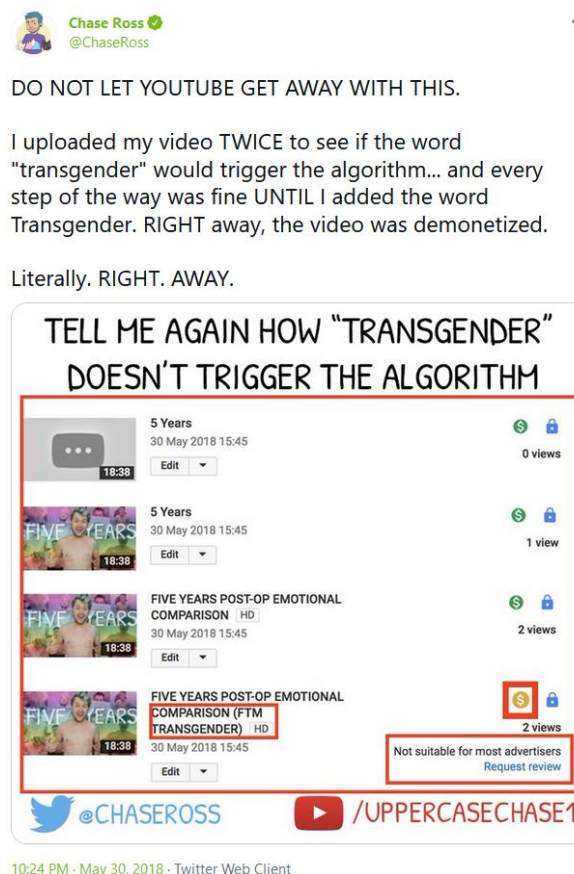 Chase Ross
@ChaseRoss
DO NOT LET YOUTUBE GET AWAY WITH THIS.
I uploaded my video TWICE to see if the word
"transgender" would trigger the algorithm... and every
step of the way was fine UNTIL I added the word
Transgender. RIGHT away, the video was demonetized.
Literally. RIGHT. AWAY.
TELL ME AGAIN HOW "TRANSGENDER"
DOESN'T TRIGGER THE ALGORITHM
5 Years
30 May 2018 15:45
Edit
18:38
$
0 views
FIVE YEARS
18:38
5 Years
30 May 2018 15:45
Edit
$
1 view
FIVE YEARS
18:38
FIVE YEARS POST-OP EMOTIONAL
COMPARISON HD
30 May 2018 15:45
Edit
$
2 views
FIVE YEARS
18:38
FIVE YEARS POST-OP EMOTIONAL
COMPARISON (FTM
TRANSGENDER) HD
30 May 2018 15:45
Edit
$
2 views
Not suitable for most advertisers
Request review
@CHASEROSS
/UPPERCASECHASE1
10:24 PM · May 30, 2018 · Twitter Web Client